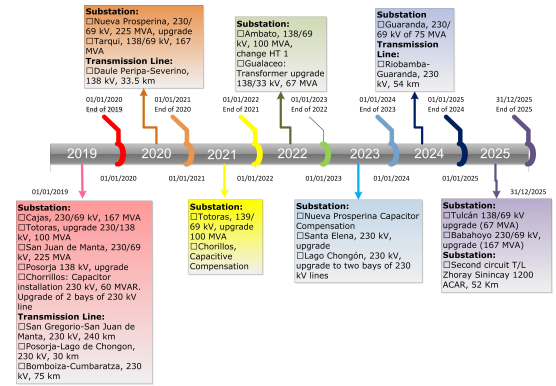 Substation:
☐Nueva Prosperina, 230/
69 kV, 225 MVA, upgrade
☐Tarqui, 138/69 kV, 167
MVA
Transmission Line:
☐Daule Peripa-Severino,
138 kV, 33.5 km
Substation:
☐Ambato, 138/69
kV, 100 MVA,
change HT 1
☐Gualaceo:
Transformer upgrade
138/33 kV, 67 MVA
Substation
☐Guaranda, 230/
69 kV of 75 MVA
Transmission
Line:
☐Riobamba-
Guaranda, 230
kV, 54 km
01/01/2020
End of 2019
01/01/2021
End of 2020
01/01/2022
End of 2021
01/01/2023
End of 2022
01/01/2024
End of 2023
01/01/2025
End of 2024
31/12/2025
End of 2025
2019
2020
2021
2022
2023
2024
2025
01/01/2019
01/01/2020
01/01/2021
01/01/2022
01/01/2023
01/01/2024
01/01/2025
31/12/2025
Substation:
☐Cajas, 230/69 kV, 167 MVA
☐Totoras, upgrade 230/138
kV, 100 MVA
☐San Juan de Manta, 230/69
kV, 225 MVA
☐Posorja 138 kV, upgrade
☐Chorrillos: Capacitor
installation 230 kV, 60 MVAR.
Upgrade of 2 bays of 230 kV
line
Transmission Line:
☐San Gregorio-San Juan de
Manta, 230 kV, 240 km
☐Posorja-Lago de Chongon,
230 kV, 30 km
☐Bomboiza-Cumbaratza, 230
kV, 75 km
Substation:
☐Totoras, 139/
69 kV, upgrade
100 MVA
☐Chorillos,
Capacitive
Compensation
Substation:
☐Nueva Prosperina Capacitor
Compensation
☐Santa Elena, 230 kV,
upgrade
☐Lago Chongón, 230 kV,
upgrade to two bays of 230
kV lines
Substation:
☐Tulcán 138/69 kV
upgrade (67 MVA)
☐Babahoyo 230/69 kV,
upgrade (167 MVA)
Substation:
☐Second circuit T/L
Zhoray Sinincay 1200
ACAR, 52 Km